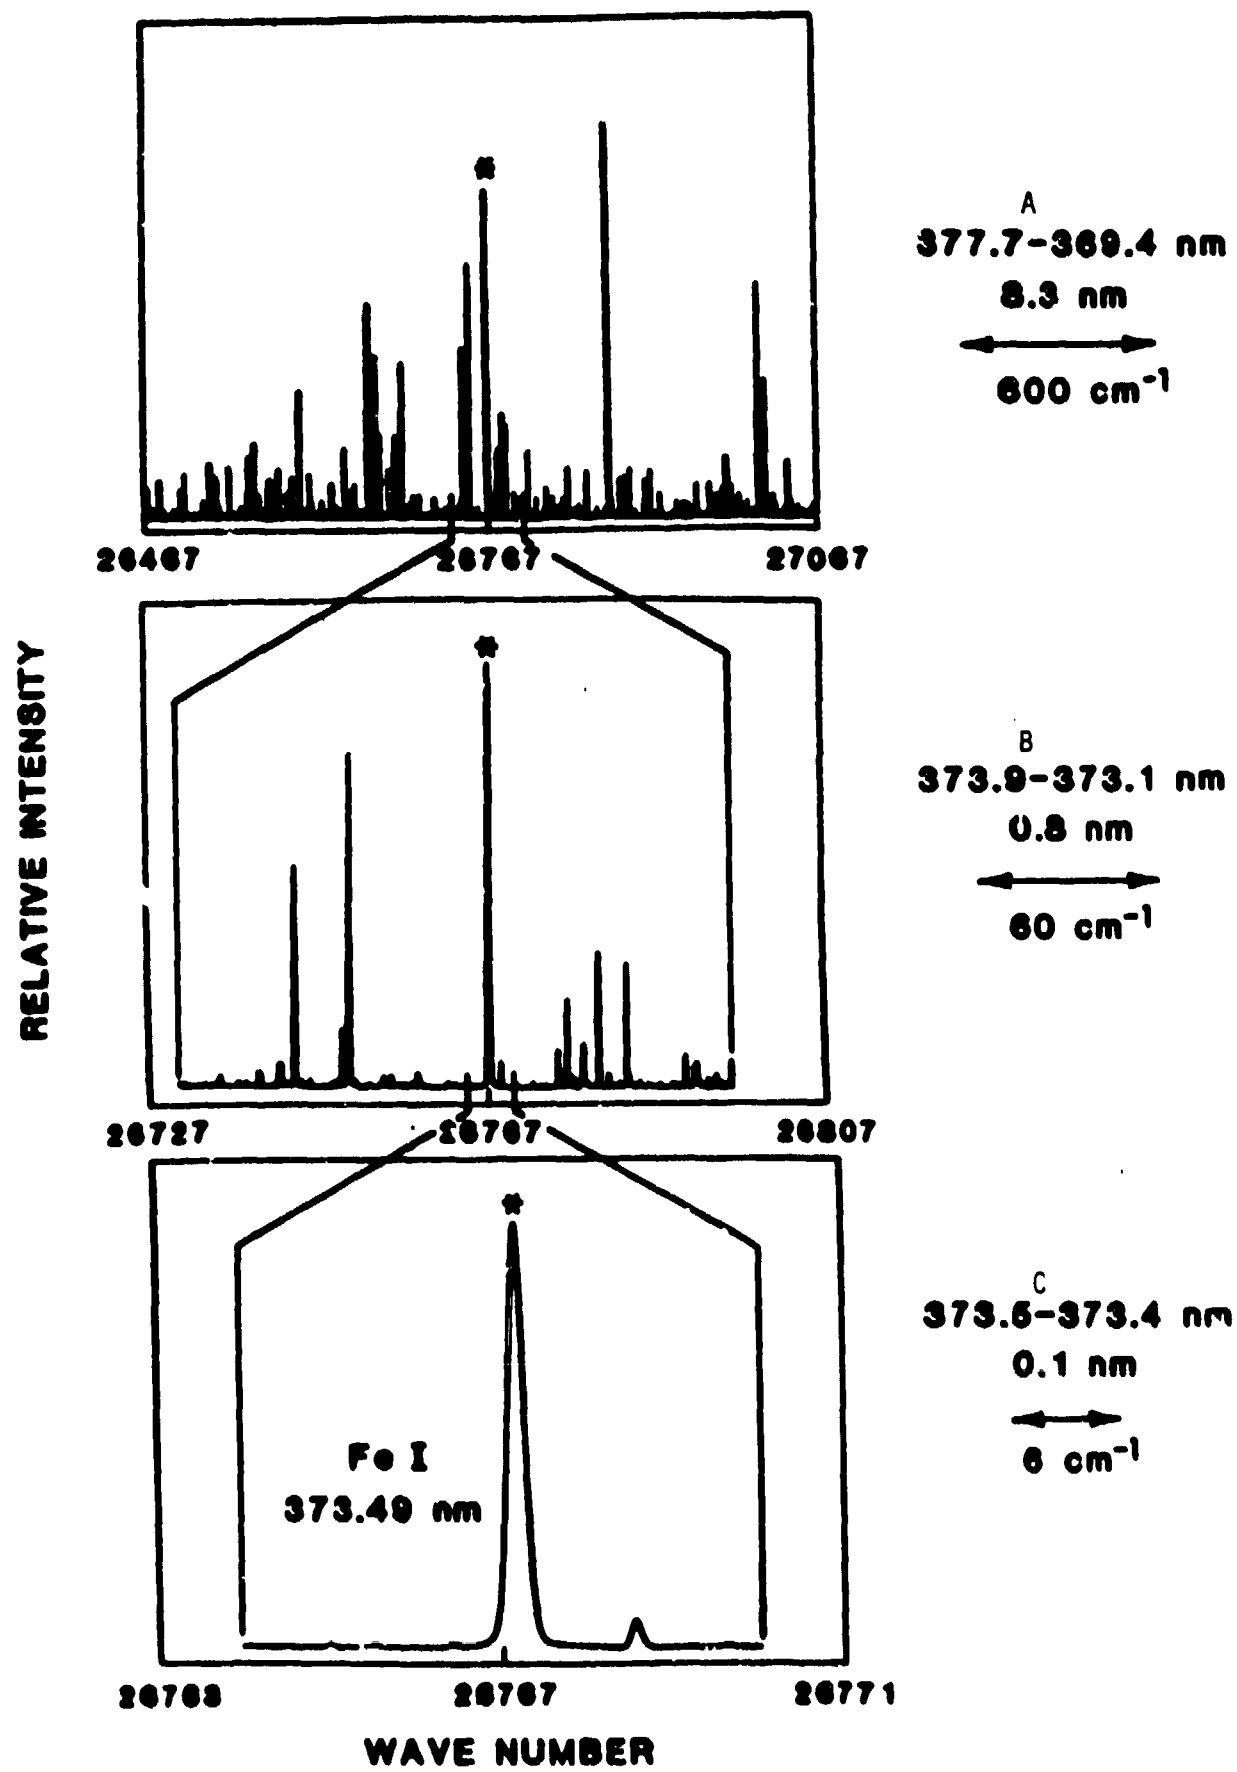 A
377.7-369.4 nm
8.3 nm
600 cm-1
*
26467
26767
27067
RELATIVE INTENSITY
B
373.9-373.1 nm
0.8 nm
60 cm-1
*
26727
26767
26807
C
373.5-373.4 nm
0.1 nm
6 cm-1
*
Fe I
373.49 nm
26763
26767
26771
WAVE NUMBER